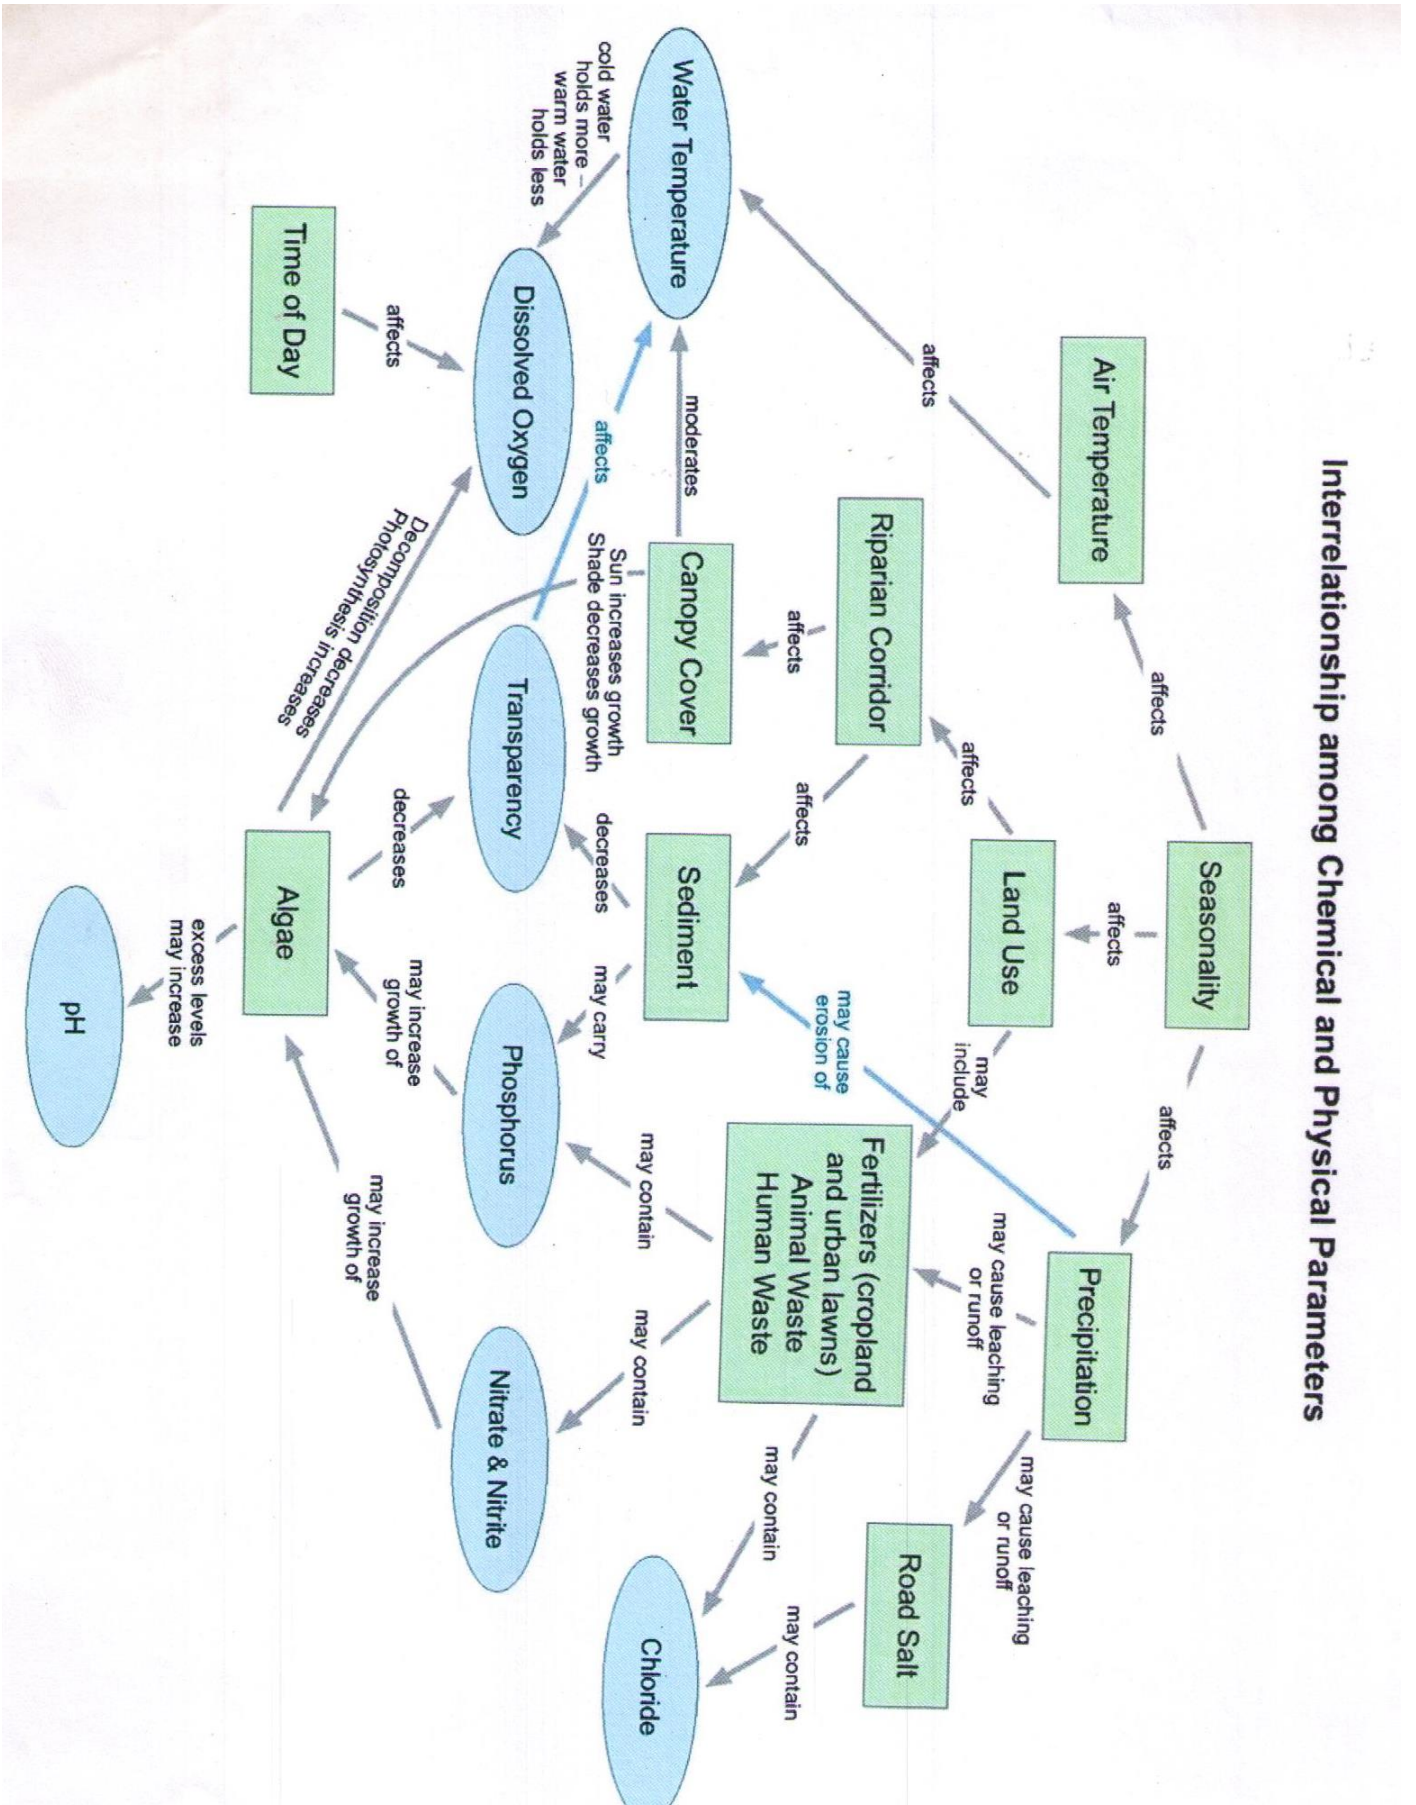 Interrelationship among Chemical and Physical Parameters
Seasonality
affects
affects
affects
Air Temperature
Land Use
Precipitation
affects
affects
may
include
may cause leaching
or runoff
may cause leaching
or runoff
may cause
erosion of
Riparian Corridor
Fertilizers (cropland
and urban lawns)
Animal Waste
Human Waste
Road Salt
affects
affects
may contain
may contain
Water Temperature
moderates
Canopy Cover
Sediment
may contain
may contain
Chloride
cold water
holds more –
warm water
holds less
affects
Sun increases growth
Shade decreases growth
decreases
may carry
Dissolved Oxygen
Transparency
Phosphorus
Nitrate & Nitrite
affects
Decomposition decreases
Photosynthesis increases
decreases
may increase
growth of
may increase
growth of
Time of Day
Algae
excess levels
may increase
pH